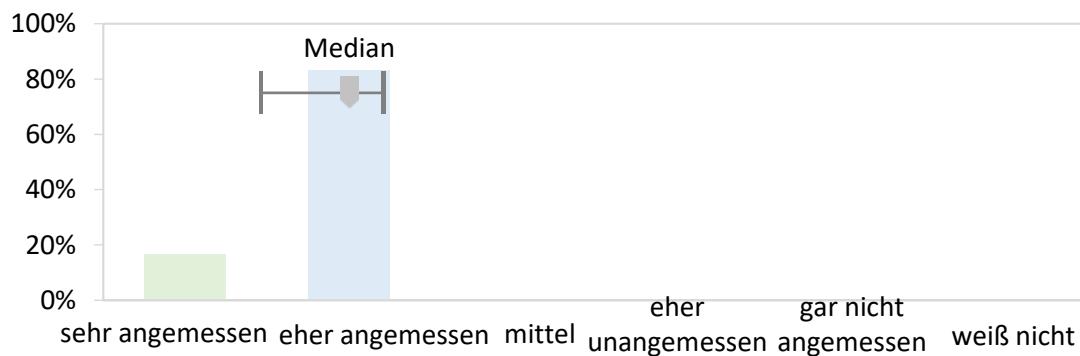 100%
Median
80%
60%
40%
20%
0%
sehr angemessen
eher angemessen
mittel
eher
unangemessen
gar nicht
angemessen
weiß nicht